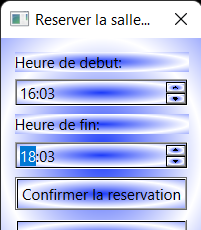 Reserver la salle...
Heure de debut:
16:03
Heure de fin:
18:03
Confirmer la reservation